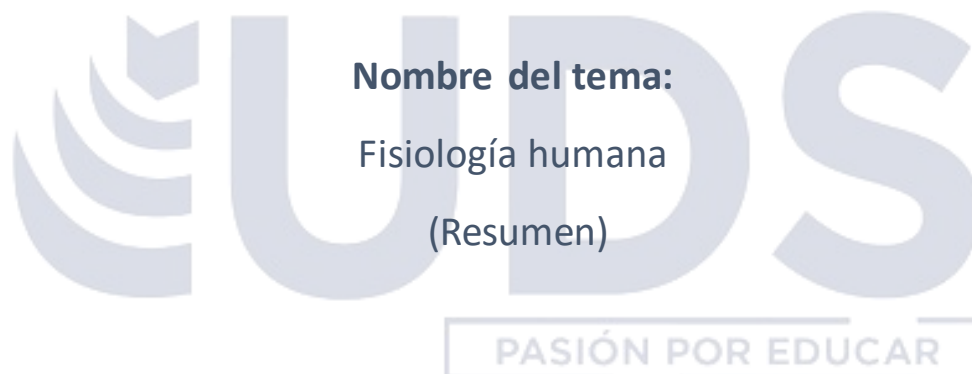 UDS
Nombre del tema:
Fisiología humana
(Resumen)
PASIÓN POR EDUCAR